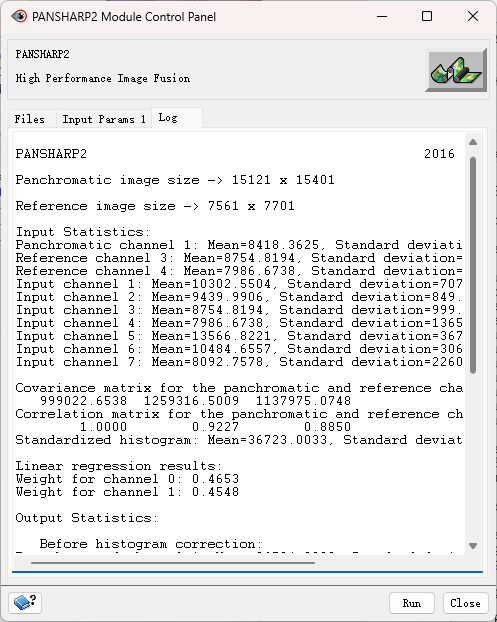 PANSHARP2 Module Control Panel
PANSHARP2
High Performance Image Fusion
Files Input Params 1 Log
PANSHARP2 2016
Panchromatic image size -> 15121 x 15401
Reference image size -> 7561 x 7701
Input Statistics:
Panchromatic channel 1: Mean=8418.3625, Standard deviati
Reference channel 3: Mean=8754.8194, Standard deviation=
Reference channel 4: Mean=7986.6738, Standard deviation=
Input channel 1: Mean=10302.5504, Standard deviation=707
Input channel 2: Mean=9439.9906, Standard deviation=849.
Input channel 3: Mean=8754.8194, Standard deviation=999.
Input channel 4: Mean=7986.6738, Standard deviation=1365
Input channel 5: Mean=13566.8221, Standard deviation=367
Input channel 6: Mean=10484.6557, Standard deviation=306
Input channel 7: Mean=8092.7578, Standard deviation=2260
Covariance matrix for the panchromatic and reference cha
999022.6538 1259316.5009 1137975.0748
Correlation matrix for the panchromatic and reference ch
1.0000 0.9227 0.8850
Standardized histogram: Mean=36723.0033, Standard deviat
Linear regression results:
Weight for channel 0: 0.4653
Weight for channel 1: 0.4548
Output Statistics:
Before histogram correction:
Run Close